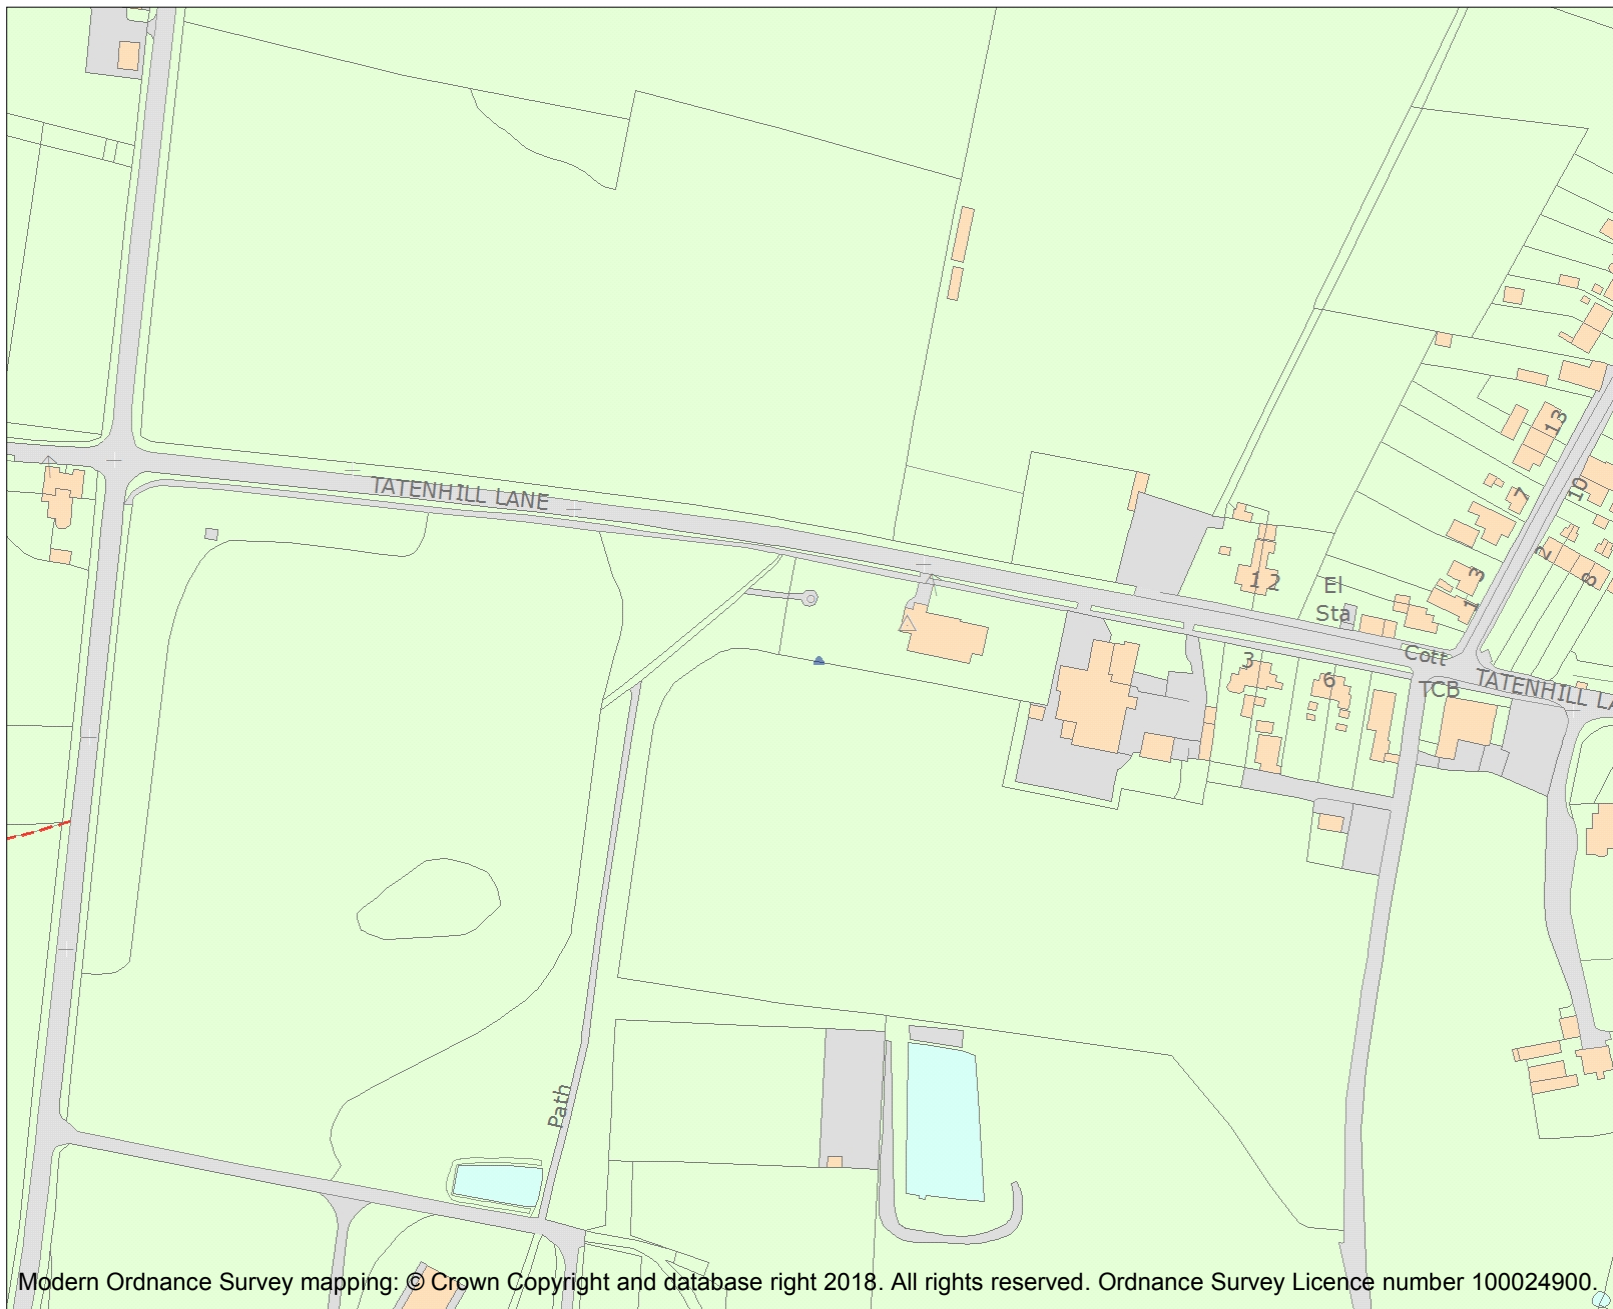 TATENHILL LANE
13
7
10
2
3
8
1
1 2
El
Sta
Cott
TCB
TATENHILL LA
3
6
Path
Modern Ordnance Survey mapping: © Crown Copyright and database right 2018. All rights reserved. Ordnance Survey Licence number 100024900.